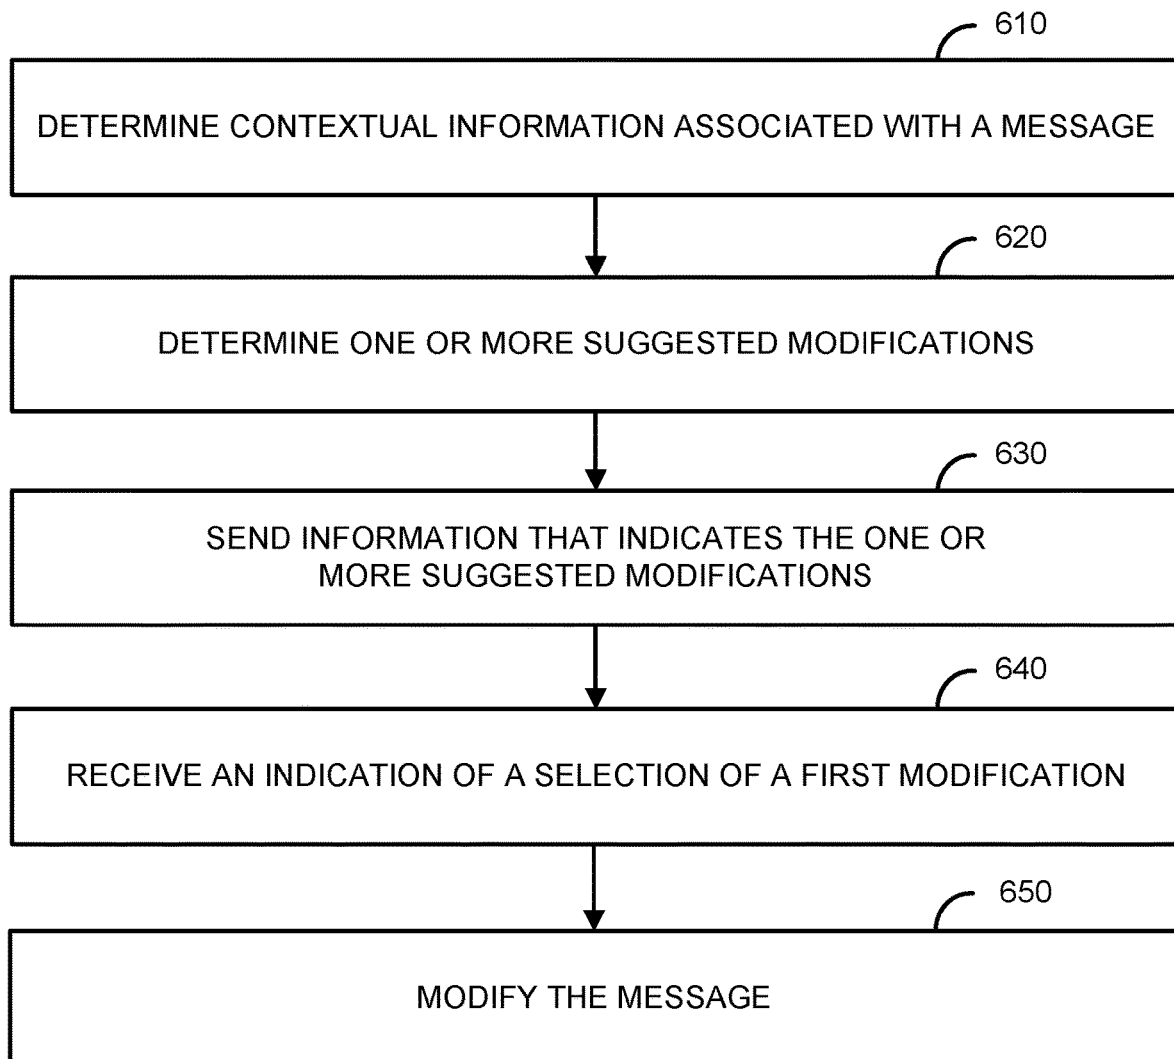 610
DETERMINE CONTEXTUAL INFORMATION ASSOCIATED WITH A MESSAGE
620
DETERMINE ONE OR MORE SUGGESTED MODIFICATIONS
630
SEND INFORMATION THAT INDICATES THE ONE OR
MORE SUGGESTED MODIFICATIONS
640
RECEIVE AN INDICATION OF A SELECTION OF A FIRST MODIFICATION
650
MODIFY THE MESSAGE